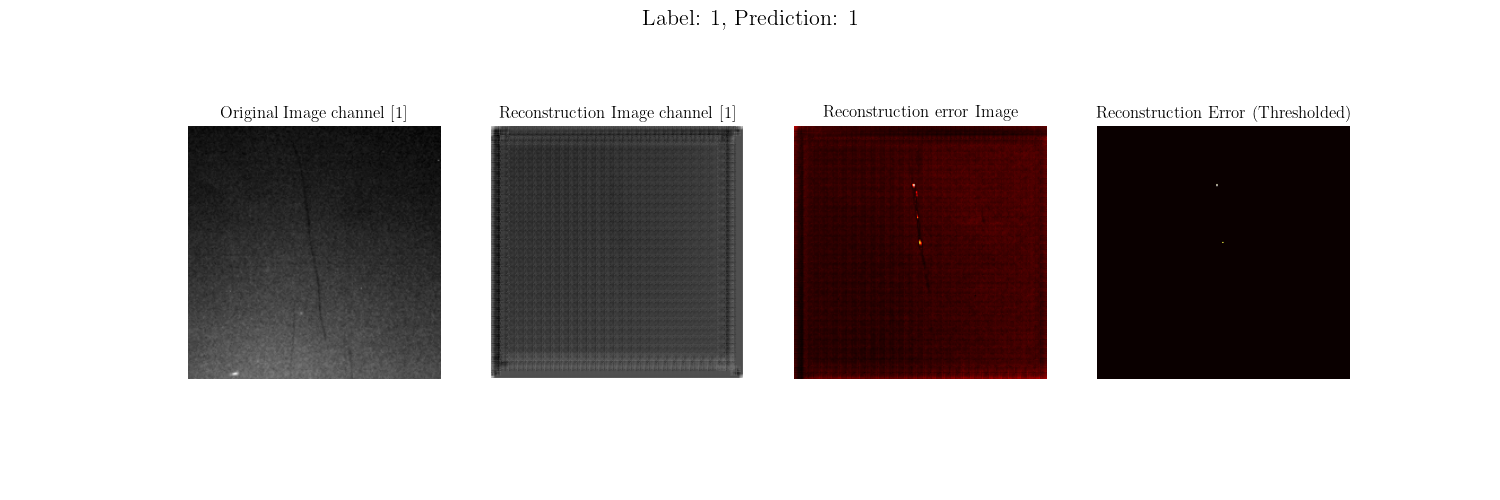 Label: 1, Prediction: 1
Original Image channel [1]
Reconstruction Image channel [1]
Reconstruction error Image
Reconstruction Error (Thresholded)